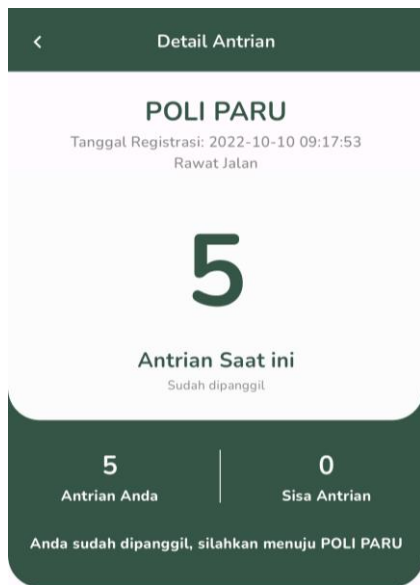 Detail Antrian
POLI PARU
Tanggal Registrasi: 2022-10-10 09:17:53
Rawat Jalan
5
Antrian Saat ini
Sudah dipanggil
5
Antrian Anda
0
Sisa Antrian
Anda sudah dipanggil, silahkan menuju POLI PARU